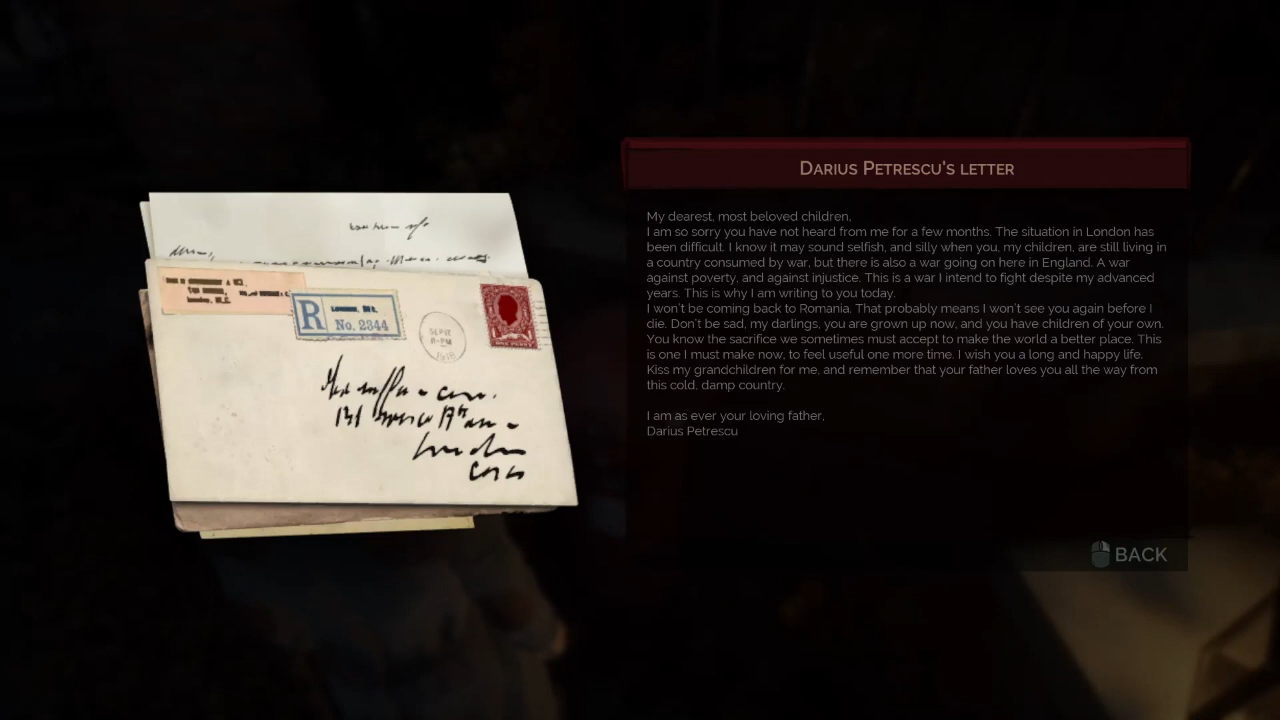 DARIUS PETRESCU'S LETTER
My dearest, most beloved children,
I am so sorry you have not heard from me for a few months. The situation in London has
been difficult. I know it may sound selfish, and silly when you, my children, are still living in
a country consumed by war, but there is also a war going on here in England. A war
against poverty, and against injustice. This is a war I intend to fight despite my advanced
years. This is why I am writing to you today.
I won't be coming back to Romania. That probably means I won't see you again before I
die. Don't be sad, my darlings, you are grown up now, and you have children of your own.
You know the sacrifice we sometimes must accept to make the world a better place. This
is one I must make now, to feel useful one more time. I wish you a long and happy life.
Kiss my grandchildren for me, and remember that your father loves you all the way from
this cold, damp country.
I am as ever your loving father,
Darius Petrescu
R
No. 2344
ONE PENNY
1918
BACK